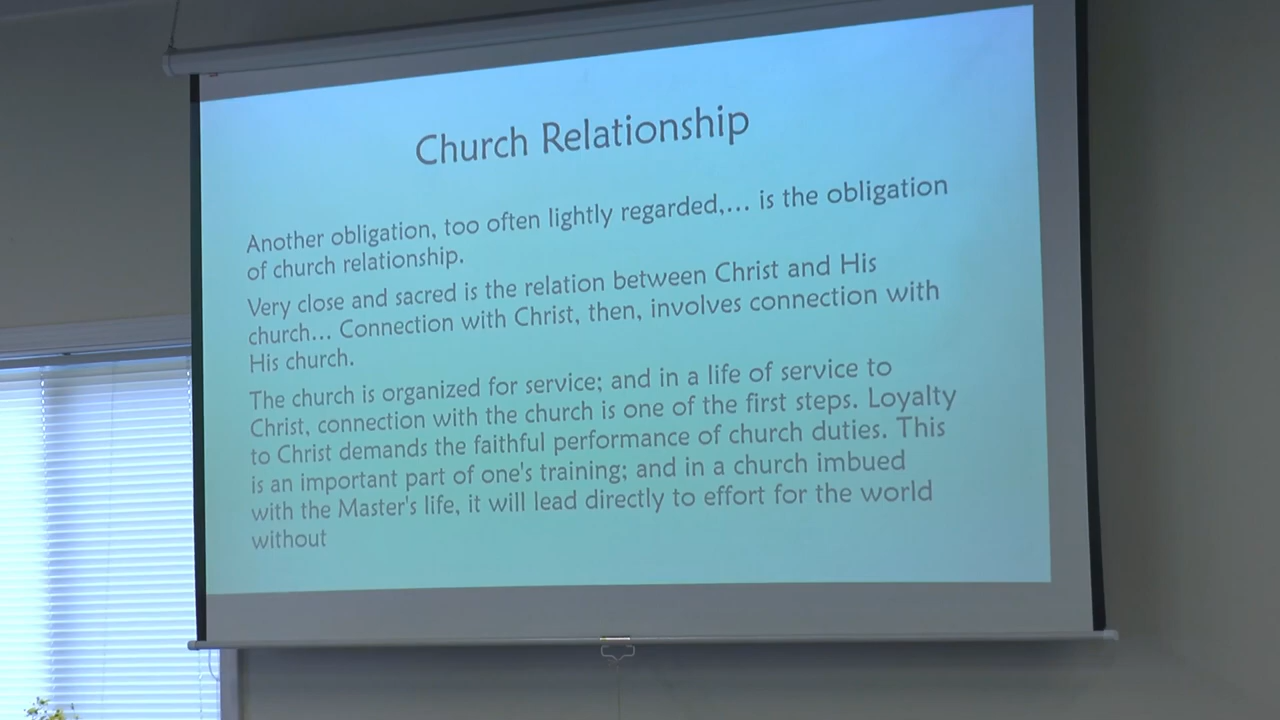 Church Relationship
Another obligation, too often lightly regarded,... is the obligation
of church relationship.
Very close and sacred is the relation between Christ and His
church... Connection with Christ, then, involves connection with
His church.
The church is organized for service; and in a life of service to
Christ, connection with the church is one of the first steps. Loyalty
to Christ demands the faithful performance of church duties. This
is an important part of one's training; and in a church imbued
with the Master's life, it will lead directly to effort for the world
without